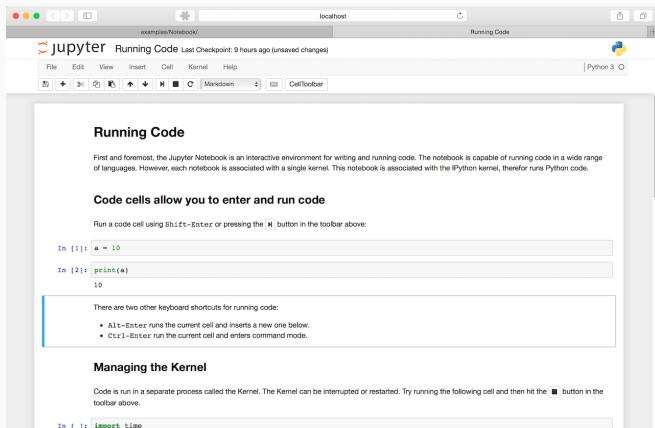 localhost
examples/Notebook/
Running Code
jupyter Running Code Last Checkpoint: 9 hours ago (unsaved changes)
File Edit View Insert Cell Kernel Help
Python 3
Markdown CellToolbar
Running Code
First and foremost, the Jupyter Notebook is an interactive environment for writing and running code. The notebook is capable of running code in a wide range
of languages. However, each notebook is associated with a single kernel. This notebook is associated with the IPython kernel, therefor runs Python code.
Code cells allow you to enter and run code
Run a code cell using Shift-Enter or pressing the button in the toolbar above:
In [1]: a = 10
In [2]: print(a)
10
There are two other keyboard shortcuts for running code:
• Alt-Enter runs the current cell and inserts a new one below.
• Ctrl-Enter run the current cell and enters command mode.
Managing the Kernel
Code is run in a separate process called the Kernel. The Kernel can be interrupted or restarted. Try running the following cell and then hit the button in the
toolbar above.
In [ ]: import time